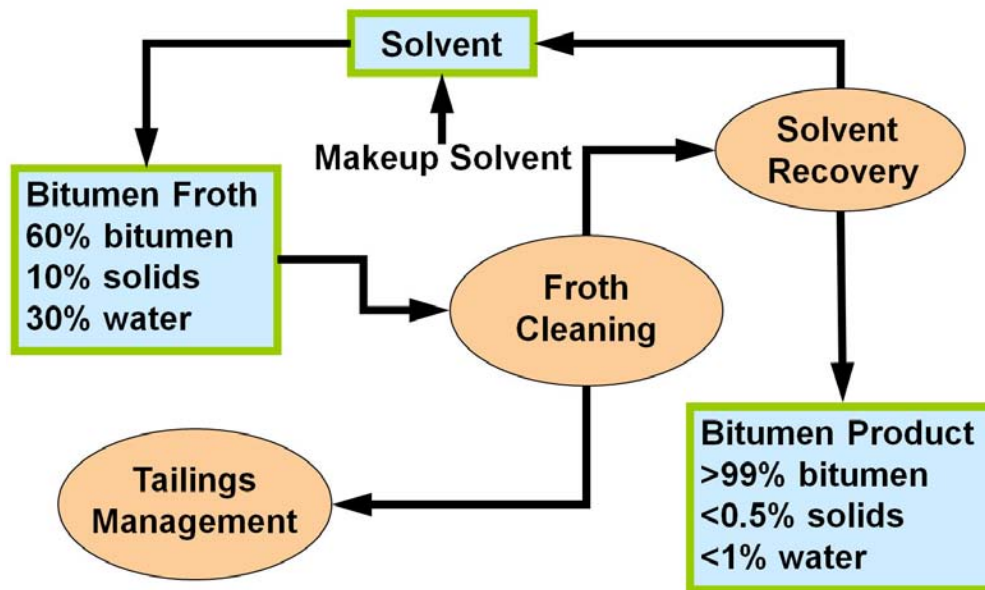 Solvent
Makeup Solvent
Solvent
Recovery
Bitumen Froth
60% bitumen
10% solids
30% water
Froth
Cleaning
Bitumen Product
>99% bitumen
<0.5% solids
<1% water
Tailings
Management